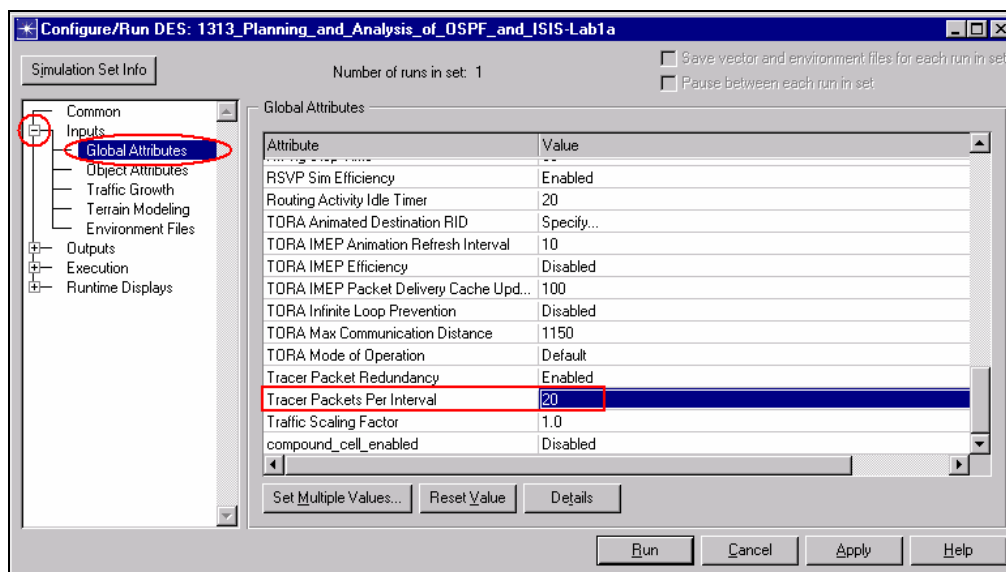 Configure/Run DES: 1313_Planning_and_Analysis_of_OSPF_and_ISIS-Lab1a
Simulation Set Info
Number of runs in set: 1
Save vector and environment files for each run in set
Pause between each run in set
Common
Inputs
Global Attributes
Object Attributes
Traffic Growth
Terrain Modeling
Environment Files
Outputs
Execution
Runtime Displays
Global Attributes
Attribute Value
RSVP Sim Efficiency Enabled
Routing Activity Idle Timer 20
TORA Animated Destination RID Specify...
TORA IMEP Animation Refresh Interval 10
TORA IMEP Efficiency Disabled
TORA IMEP Packet Delivery Cache Upd... 100
TORA Infinite Loop Prevention Disabled
TORA Max Communication Distance 1150
TORA Mode of Operation Default
Tracer Packet Redundancy Enabled
Tracer Packets Per Interval 20
Traffic Scaling Factor 1.0
compound_cell_enabled Disabled
Set Multiple Values... Reset Value Details
Run Cancel Apply Help